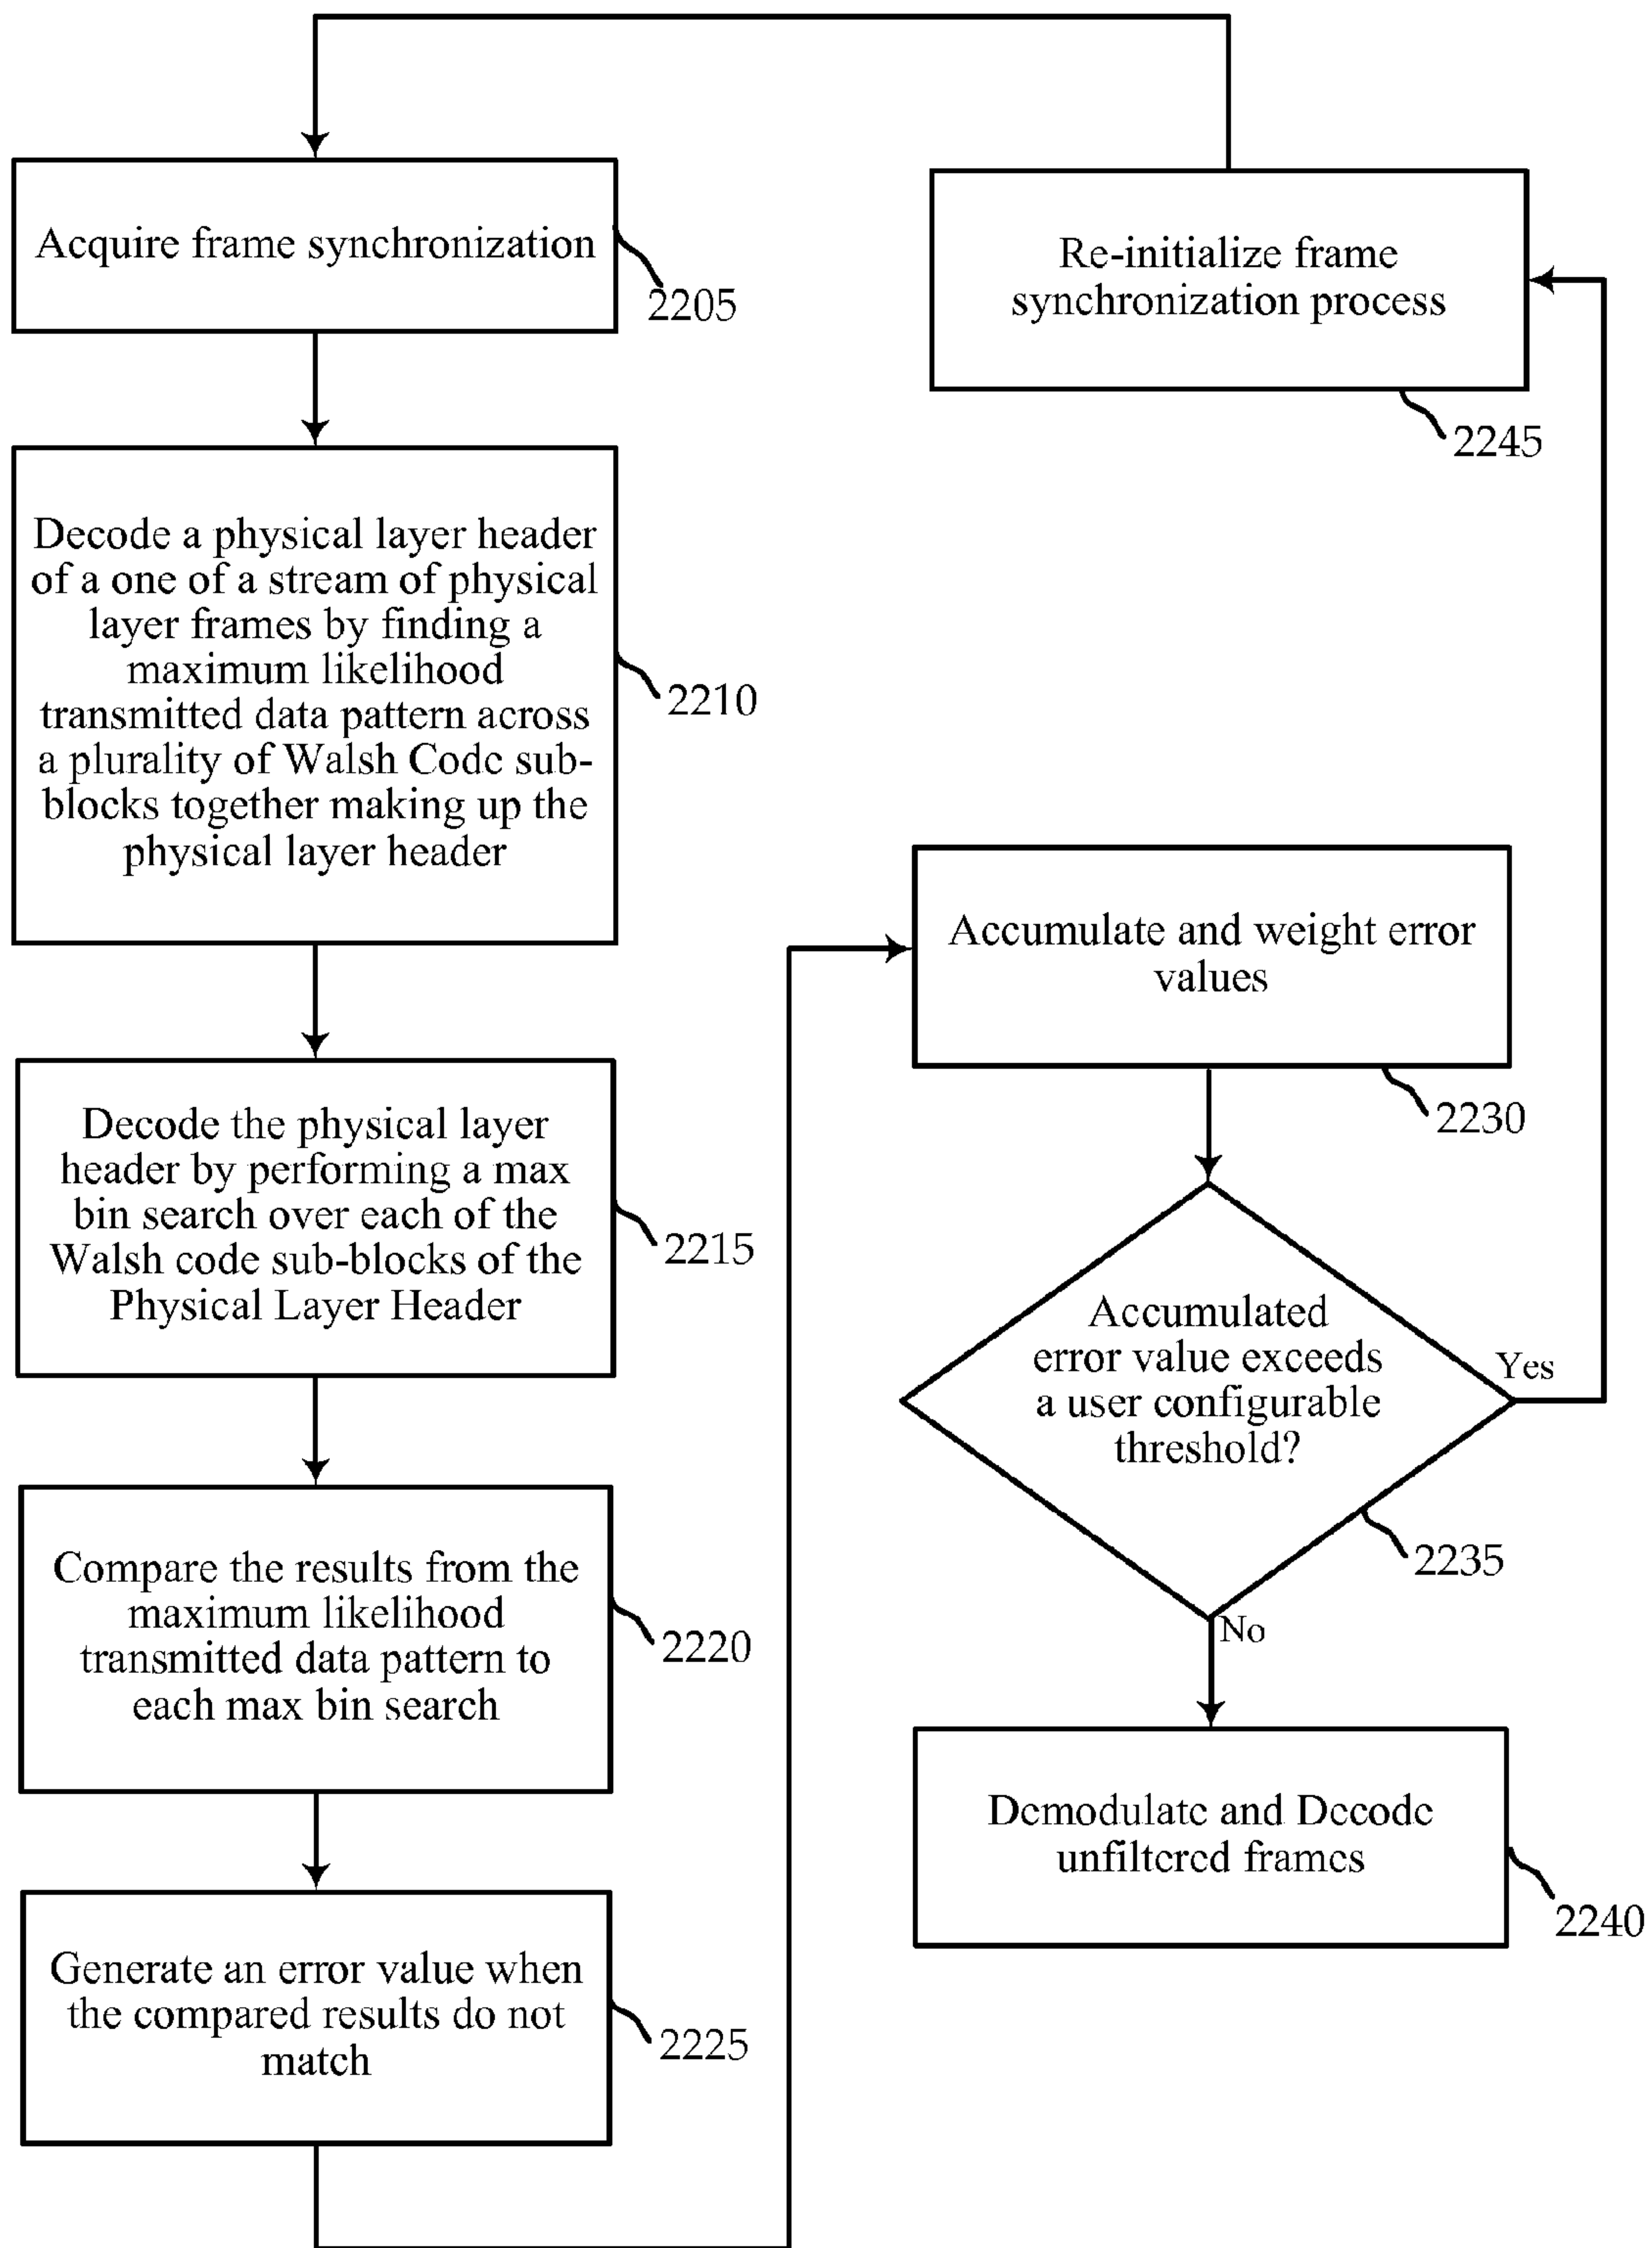 Acquire frame synchronization
2205
Decode a physical layer header
of a one of a stream of physical
layer frames by finding a
maximum likelihood
transmitted data pattern across
a plurality of Walsh Code sub-
blocks together making up the
physical layer header
2210
Decode the physical layer
header by performing a max
bin search over each of the
Walsh code sub-blocks of the
Physical Layer Header
2215
Compare the results from the
maximum likelihood
transmitted data pattern to
each max bin search
2220
Generate an error value when
the compared results do not
match
2225
Accumulate and weight error
values
2230
Accumulated
error value exceeds
a user configurable
threshold?
2235
Yes
No
Demodulate and Decode
unfiltered frames
2240
Re-initialize frame
synchronization process
2245